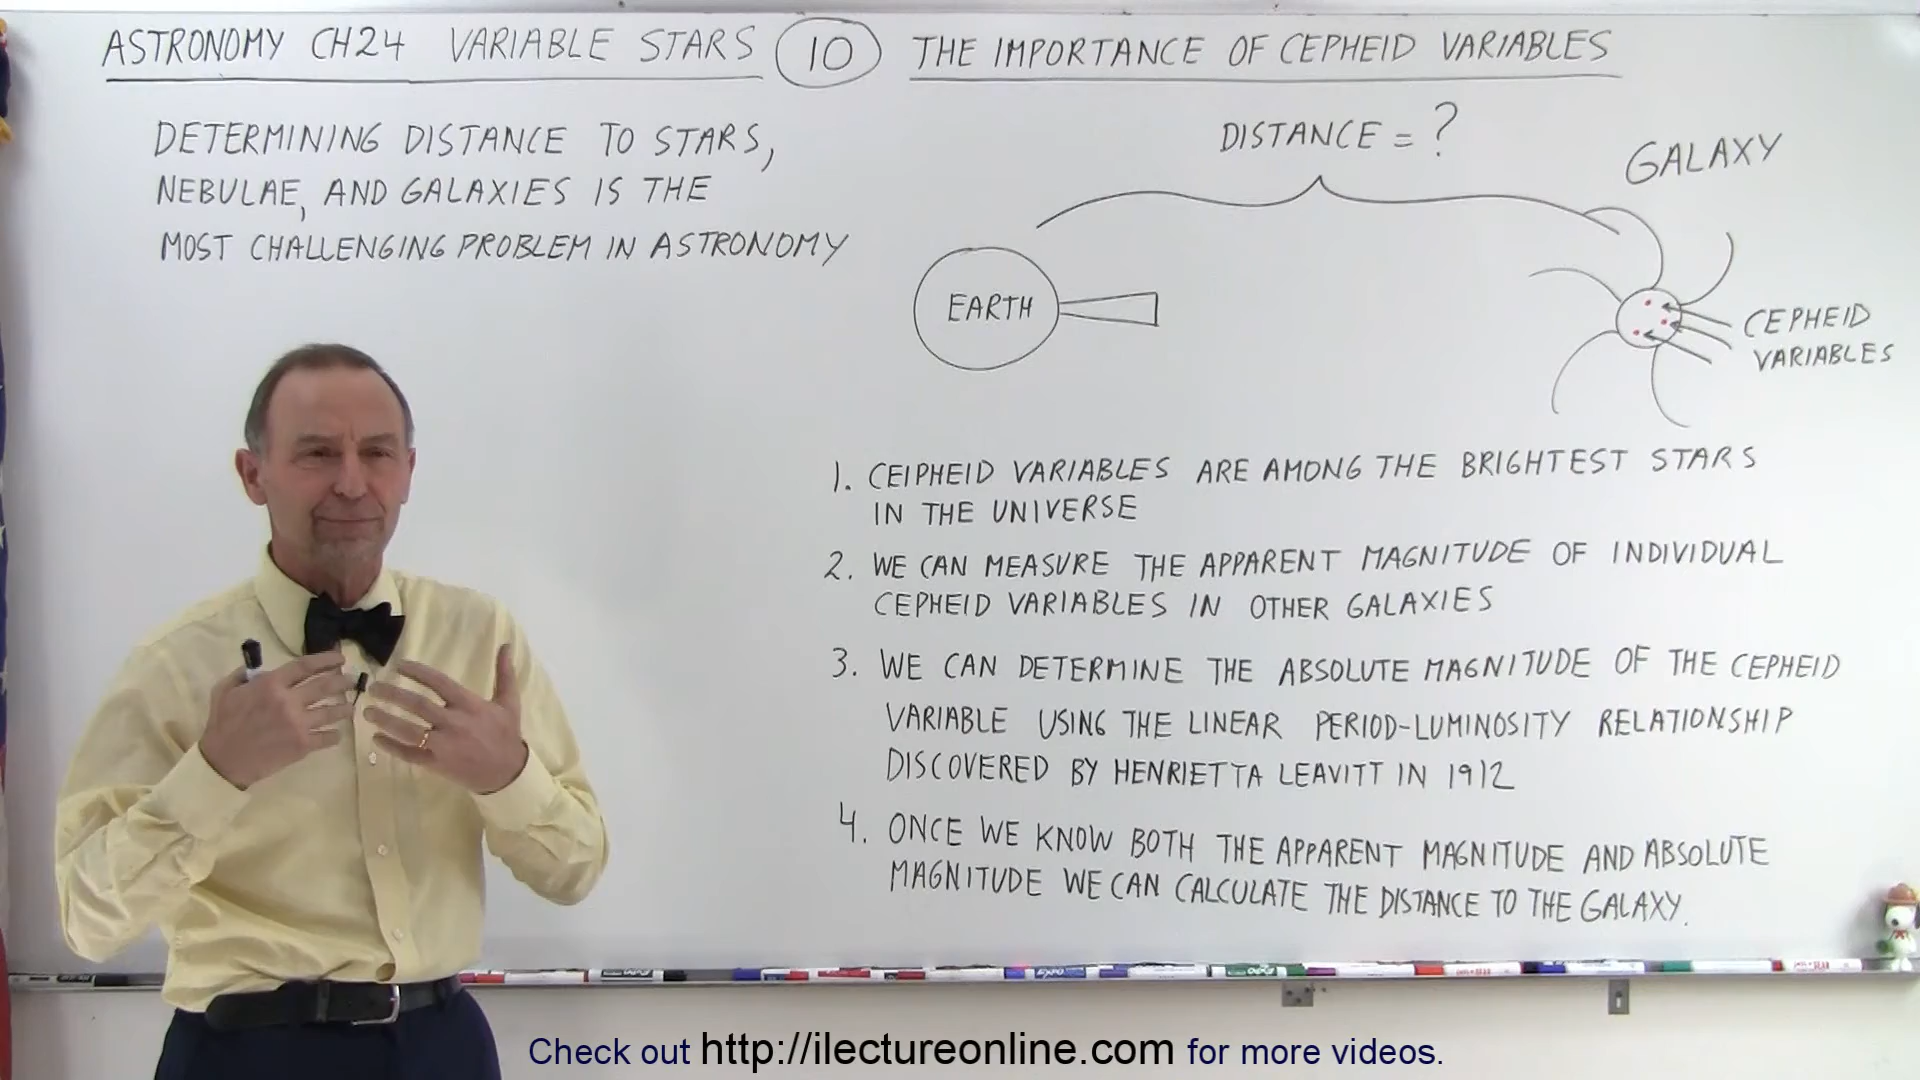 ASTRONOMY CH24 VARIABLE STARS 10 THE IMPORTANCE OF CEPHEID VARIABLES
DETERMINING DISTANCE TO STARS,
NEBULAE, AND GALAXIES IS THE
MOST CHALLENGING PROBLEM IN ASTRONOMY
DISTANCE = ?
GALAXY
EARTH
CEPHEID
VARIABLES
1. CEIPHEID VARIABLES ARE AMONG THE BRIGHTEST STARS
IN THE UNIVERSE
2. WE CAN MEASURE THE APPARENT MAGNITUDE OF INDIVIDUAL
CEPHEID VARIABLES IN OTHER GALAXIES
3. WE CAN DETERMINE THE ABSOLUTE MAGNITUDE OF THE CEPHEID
VARIABLE USING THE LINEAR PERIOD-LUMINOSITY RELATIONSHIP
DISCOVERED BY HENRIETTA LEAVITT IN 1912
4. ONCE WE KNOW BOTH THE APPARENT MAGNITUDE AND ABSOLUTE
MAGNITUDE WE CAN CALCULATE THE DISTANCE TO THE GALAXY.
Check out http://ilectureonline.com for more videos.